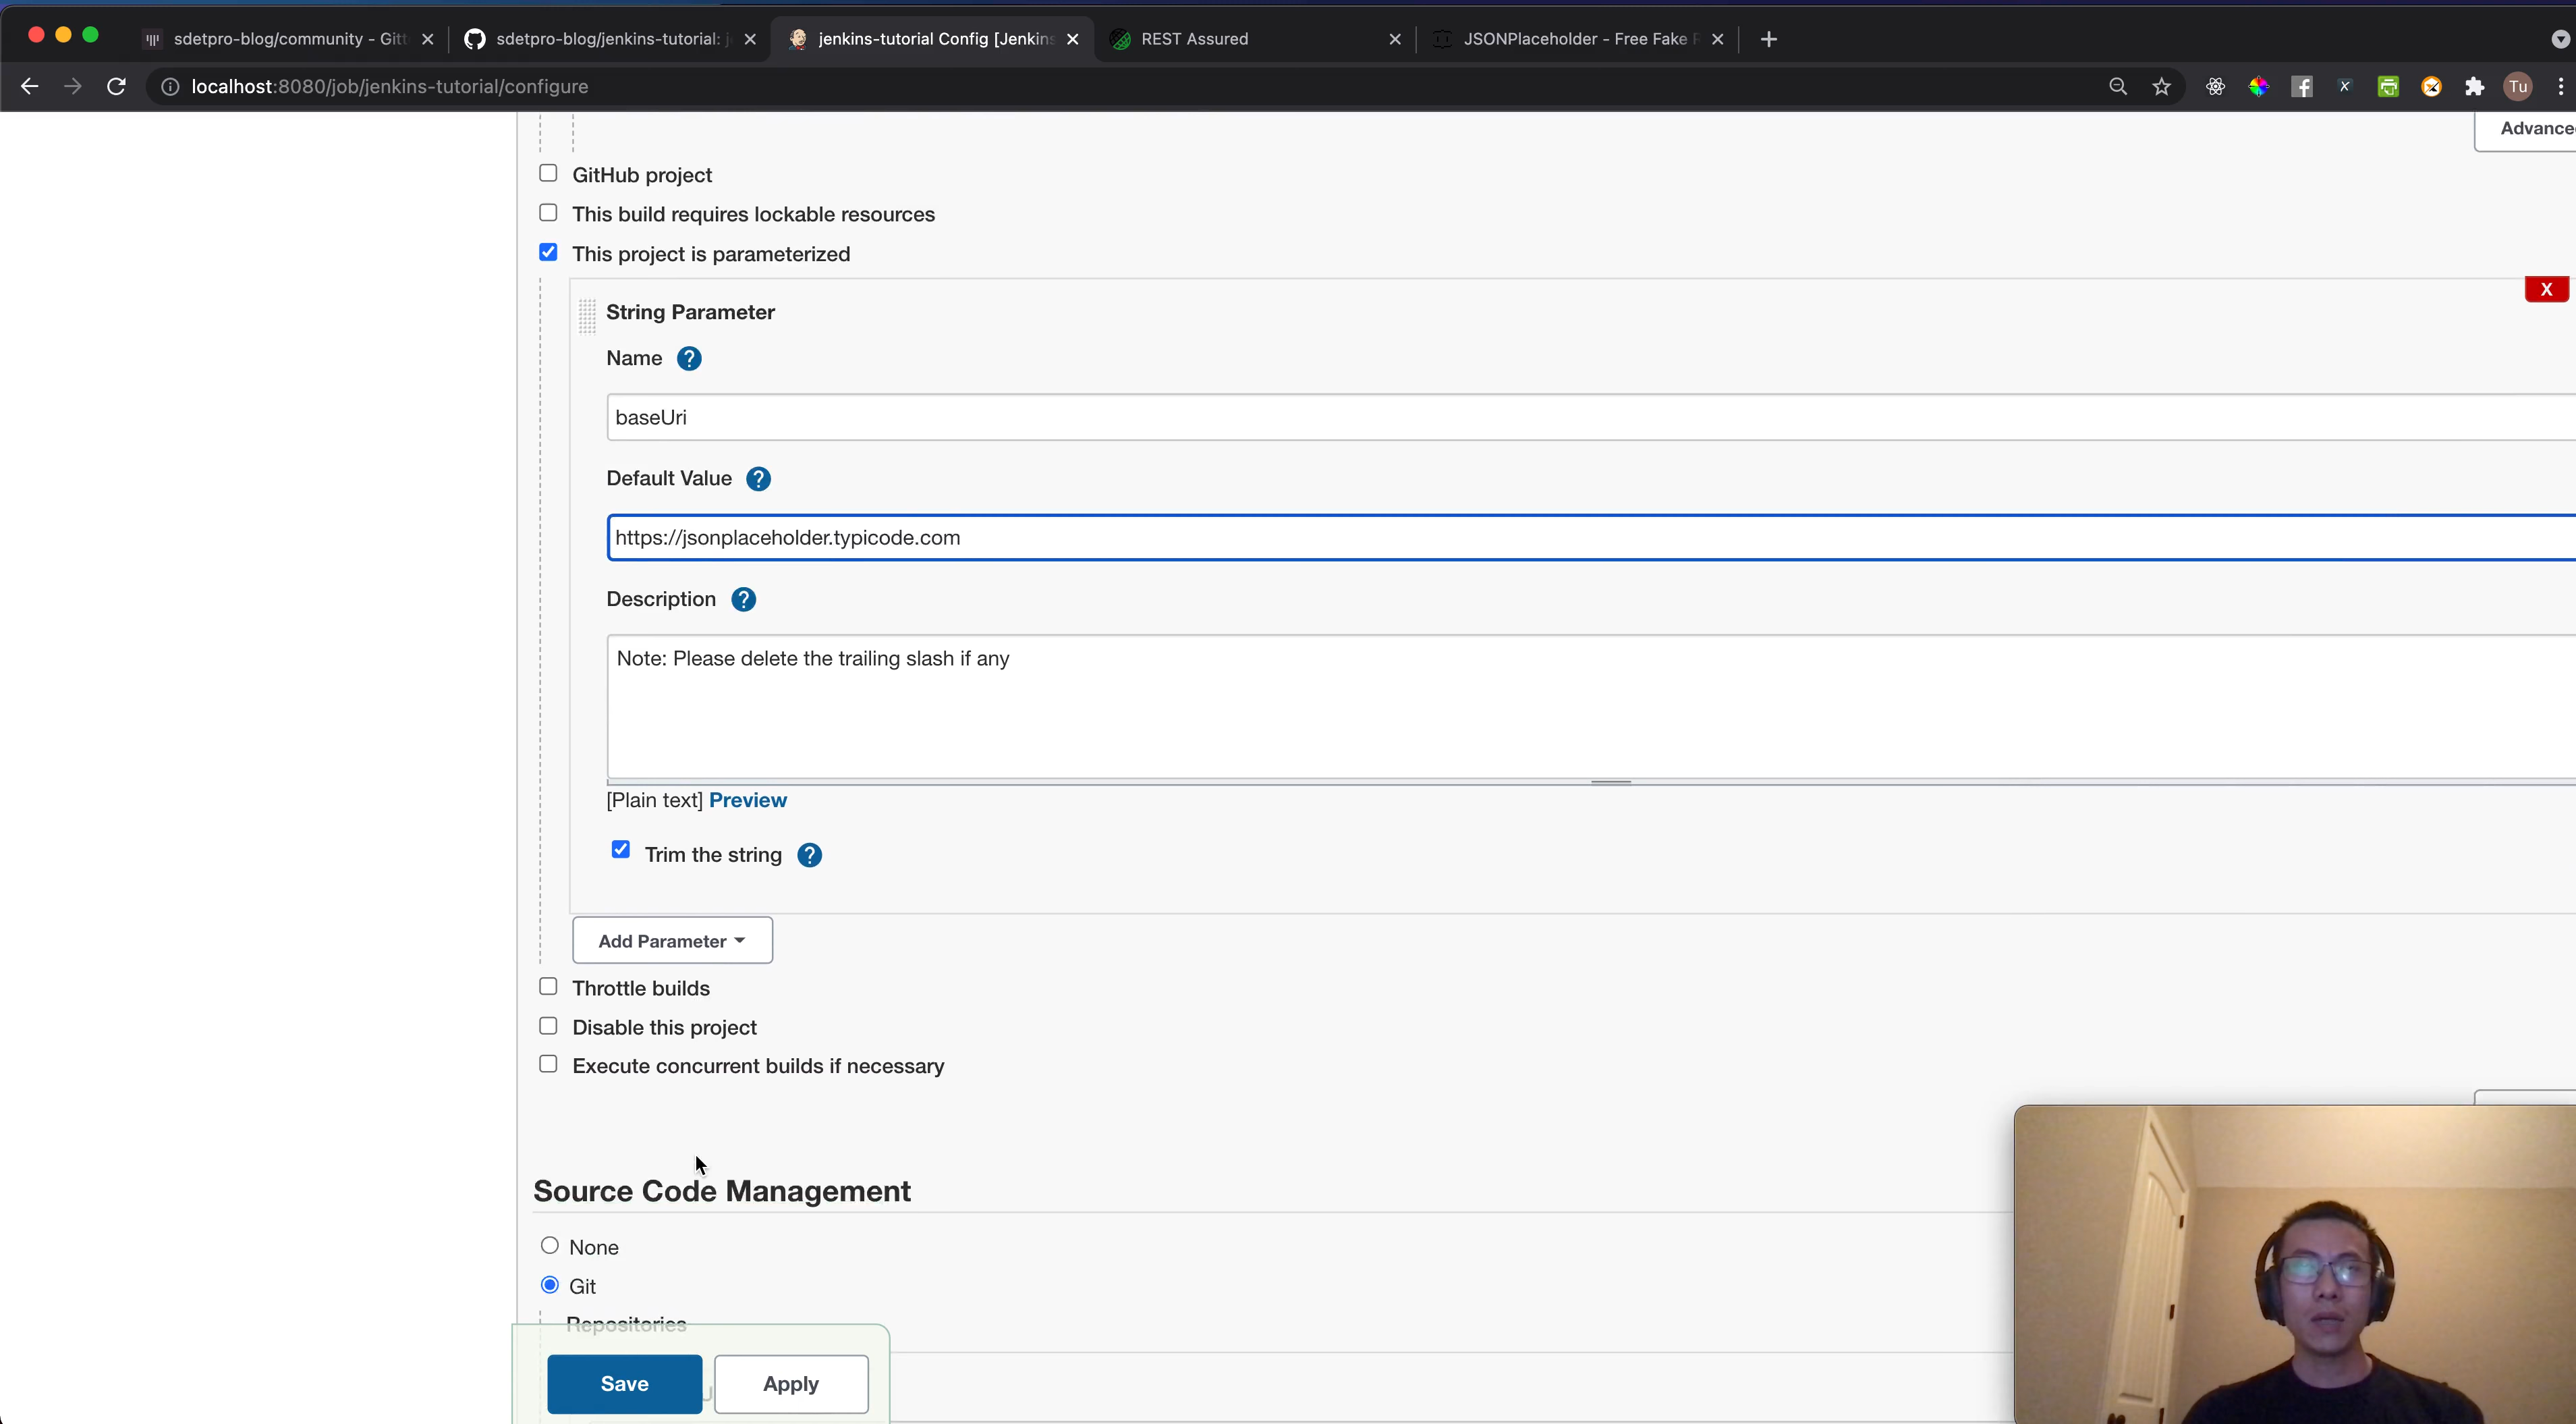 sdetpro-blog/community - Gitt
sdetpro-blog/jenkins-tutorial: j
jenkins-tutorial Config [Jenkins
REST Assured
JSONPlaceholder - Free Fake R
localhost:8080/job/jenkins-tutorial/configure
Tu
Advance
GitHub project
This build requires lockable resources
This project is parameterized
X
String Parameter
Name ?
baseUri
Default Value ?
https://jsonplaceholder.typicode.com
Description ?
Note: Please delete the trailing slash if any
[Plain text] Preview
Trim the string ?
Add Parameter
Throttle builds
Disable this project
Execute concurrent builds if necessary
Source Code Management
None
Git
Repositories
Save
Apply